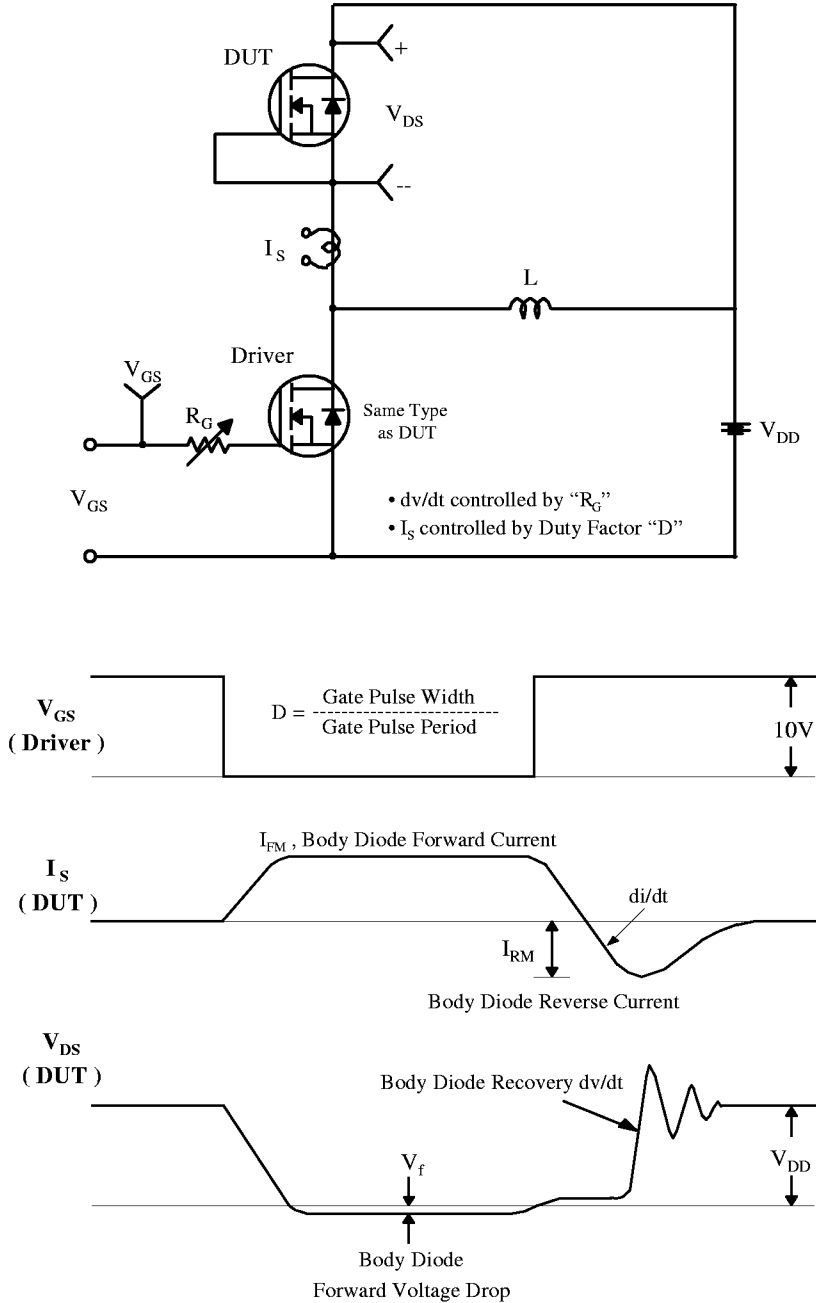 DUT
+
V_DS
--
I_S
L
Driver
V_GS
R_G
Same Type
as DUT
V_DD
V_GS
• dv/dt controlled by “R_G”
• I_S controlled by Duty Factor “D”
V_GS
( Driver )
D = Gate Pulse Width
--------------------------
Gate Pulse Period
10V
I_FM , Body Diode Forward Current
I_S
( DUT )
di/dt
I_RM
Body Diode Reverse Current
V_DS
( DUT )
Body Diode Recovery dv/dt
V_f
V_DD
Body Diode
Forward Voltage Drop